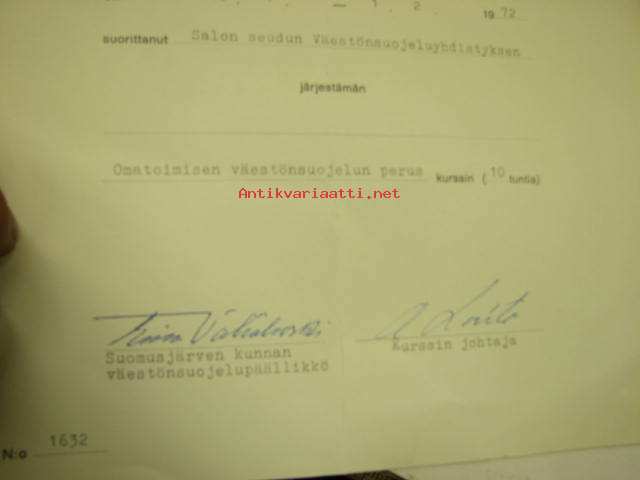 1 . 2 . 1972
suorittanut Salon seudun Väestönsuojeluyhdistyksen
järjestämän
Omatoimisen väestönsuojelun perus kurssin (10 tuntia)
Antikvariaatti.net
Suomusjärven kunnan
väestönsuojelupäällikkö
Kurssin johtaja
N:o 1632